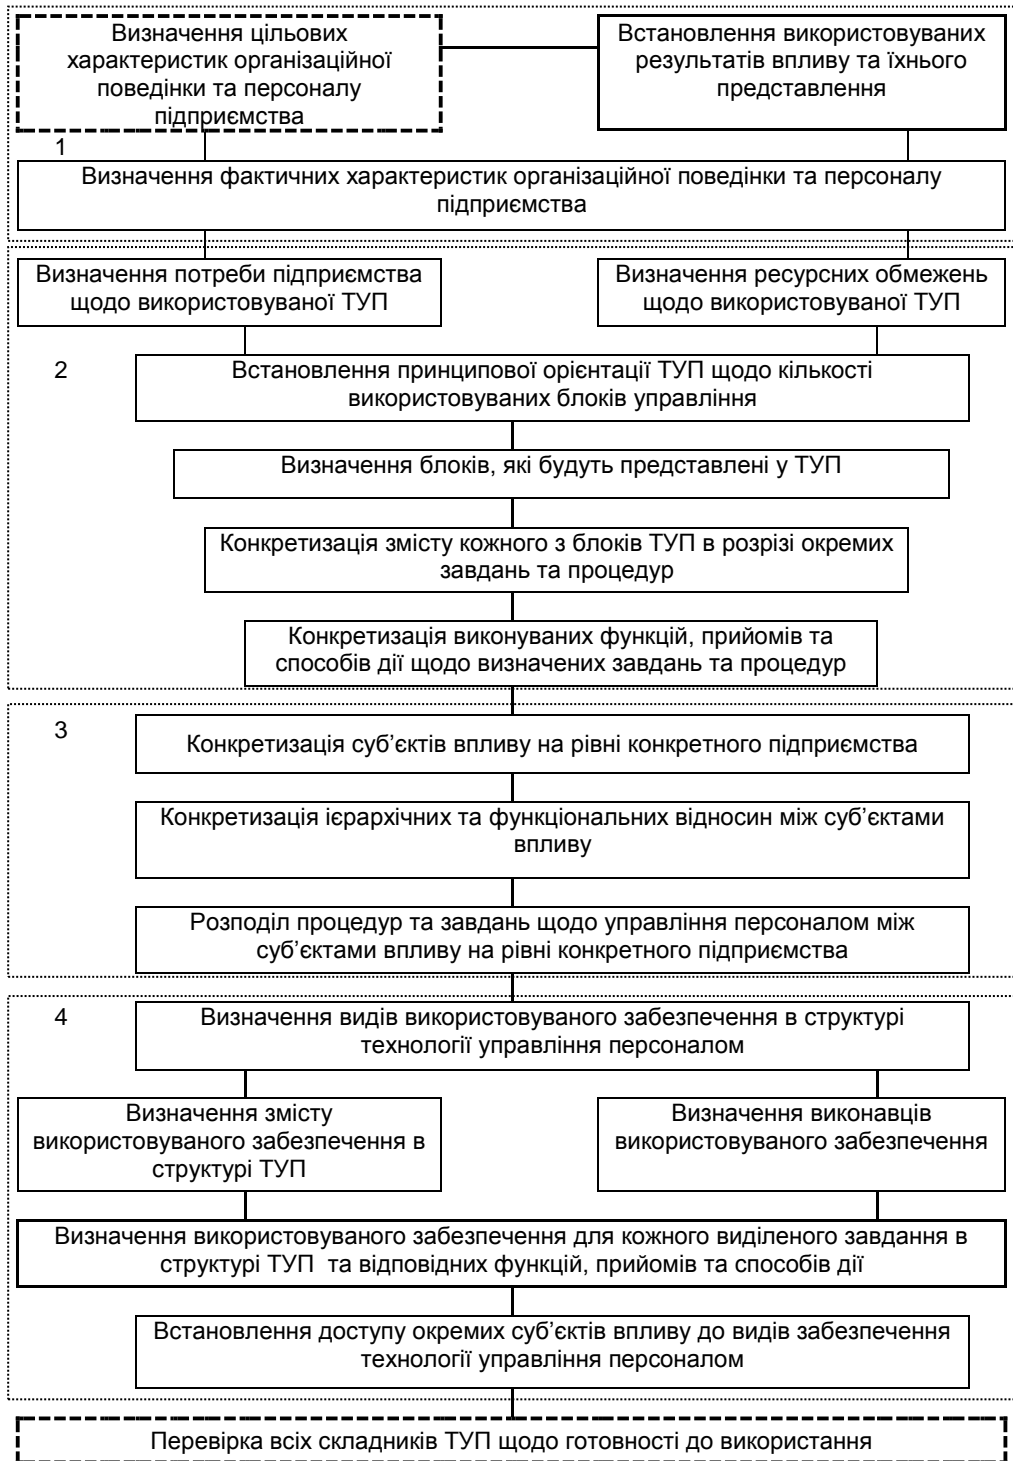 Визначення цільових
характеристик організаційної
поведінки та персоналу
підприємства
Встановлення використовуваних
результатів впливу та їхнього
представлення
1
Визначення фактичних характеристик організаційної поведінки та персоналу
підприємства
Визначення потреби підприємства
щодо використовуваної ТУП
Визначення ресурсних обмежень
щодо використовуваної ТУП
2
Встановлення принципової орієнтації ТУП щодо кількості
використовуваних блоків управління
Визначення блоків, які будуть представлені у ТУП
Конкретизація змісту кожного з блоків ТУП в розрізі окремих
завдань та процедур
Конкретизація виконуваних функцій, прийомів та
способів дії щодо визначених завдань та процедур
3
Конкретизація суб’єктів впливу на рівні конкретного підприємства
Конкретизація ієрархічних та функціональних відносин між суб’єктами
впливу
Розподіл процедур та завдань щодо управління персоналом між
суб’єктами впливу на рівні конкретного підприємства
4
Визначення видів використовуваного забезпечення в структурі
технології управління персоналом
Визначення змісту
використовуваного забезпечення в
структурі ТУП
Визначення виконавців
використовуваного забезпечення
Визначення використовуваного забезпечення для кожного виділеного завдання в
структурі ТУП та відповідних функцій, прийомів та способів дії
Встановлення доступу окремих суб’єктів впливу до видів забезпечення
технології управління персоналом
Перевірка всіх складників ТУП щодо готовності до використання